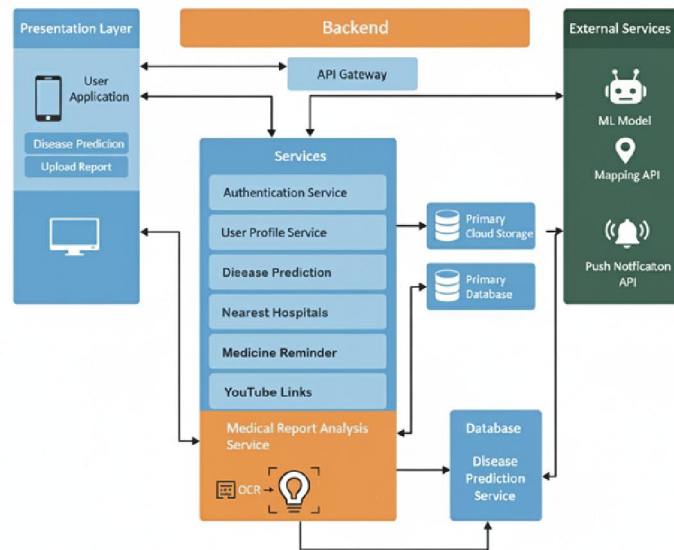 Presentation Layer
User
Application
Disease Prediction
Upload Report
Backend
API Gateway
Services
Authentication Service
User Profile Service
Dieease Prediction
Nearest Hospitals
Medicine Reminder
YouTube Links
Medical Report Analysis
Service
OCR
Primary
Cloud Storage
Primary
Database
Database
Disease
Prediction
Service
External Services
ML Model
Mapping API
Push Notficaton
API